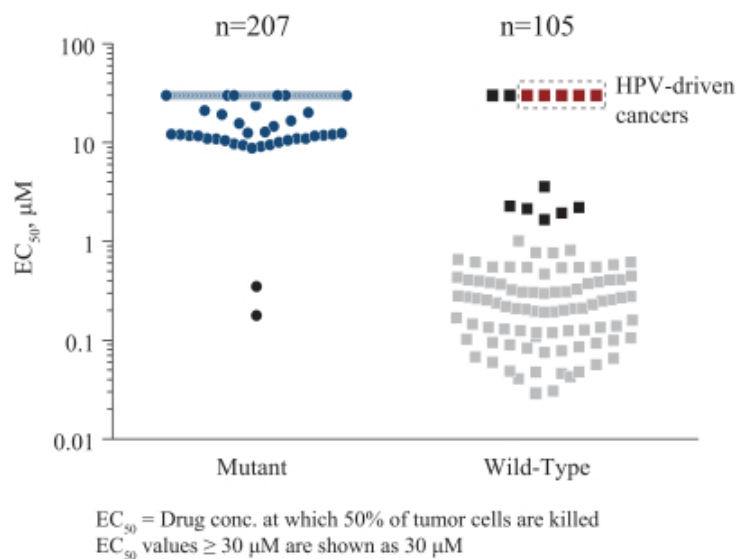 n=207 n=105
100
HPV-driven
cancers
10
1
0.1
0.01
EC50, μM
Mutant Wild-Type
EC50 = Drug conc. at which 50% of tumor cells are killed
EC50 values ≥ 30 μM are shown as 30 μM